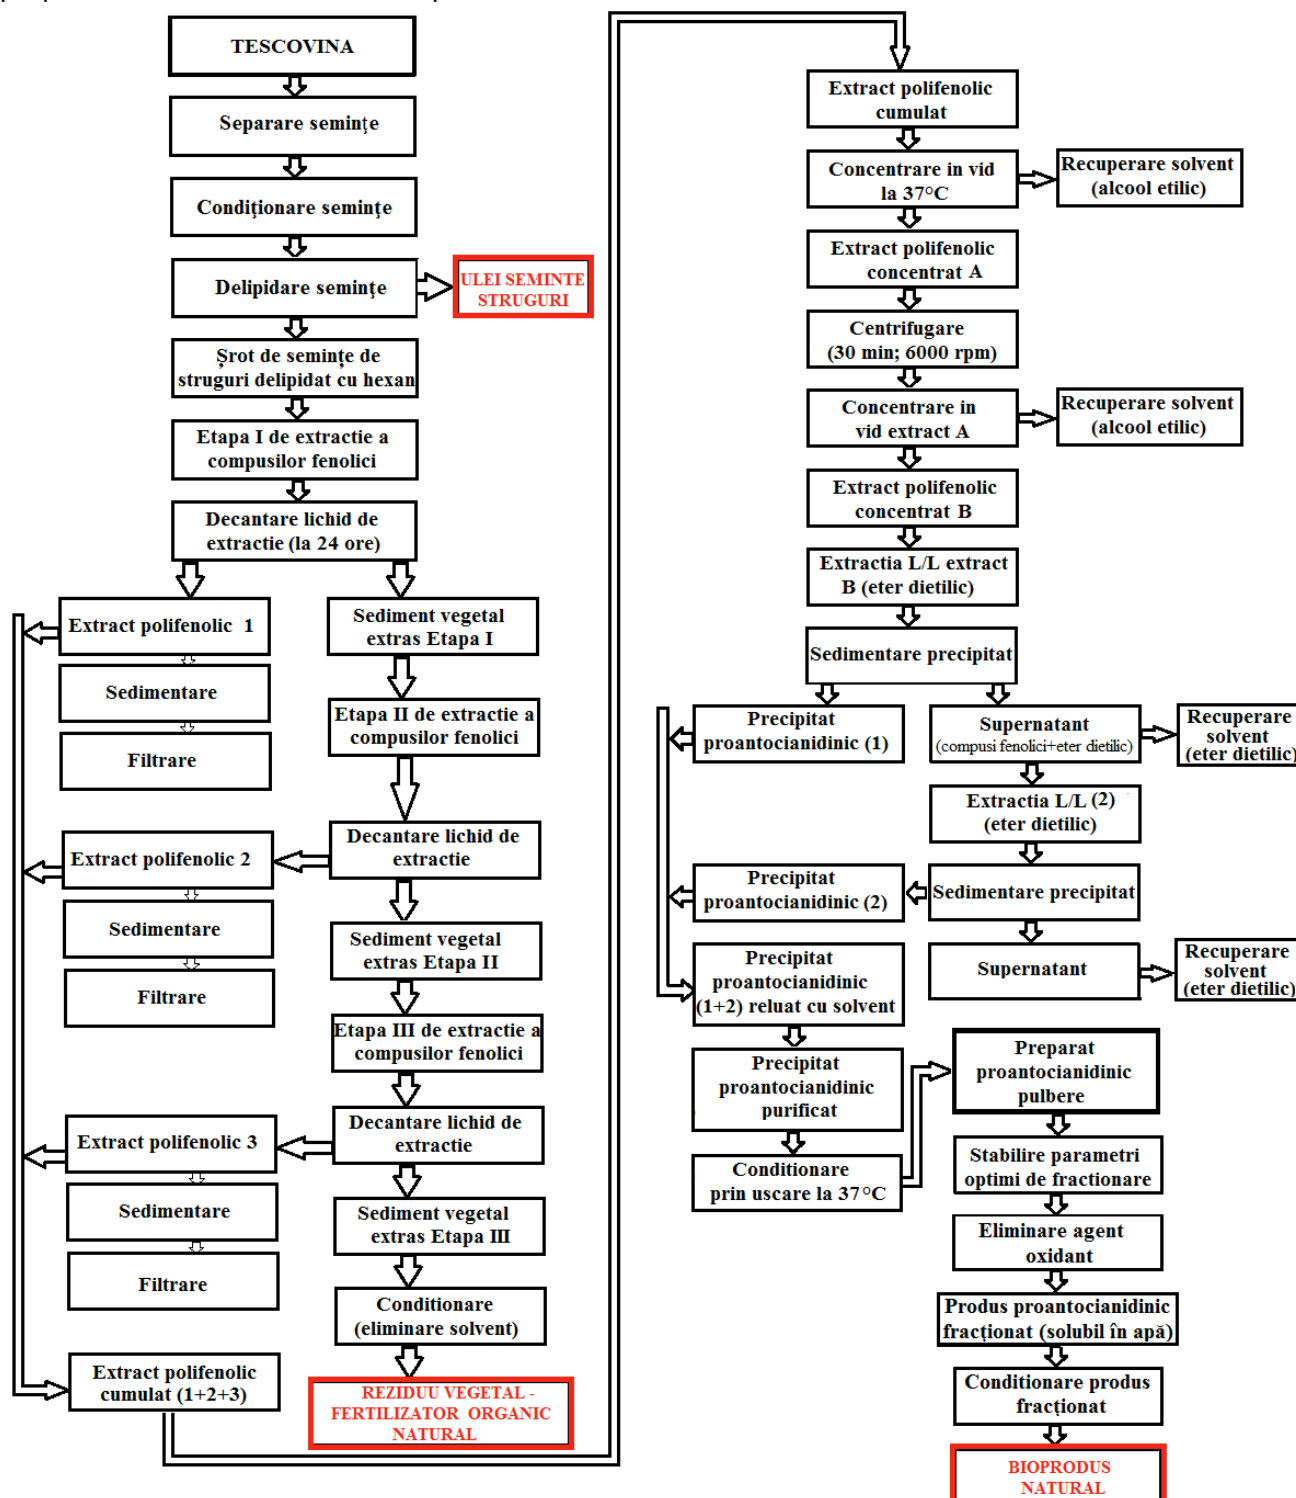 TESCOVINA
Separare semințe
Condiționare semințe
Delipidare semințe
ULEI SEMINTE
STRUGURI
Șrot de semințe de
struguri delipidat cu hexan
Etapa I de extractie a
compusilor fenolici
Decantare lichid de
extractie (la 24 ore)
Extract polifenolic 1
Sedimentare
Filtrare
Sediment vegetal
extras Etapa I
Etapa II de extractie a
compusilor fenolici
Decantare lichid de
extractie
Extract polifenolic 2
Sedimentare
Filtrare
Sediment vegetal
extras Etapa II
Etapa III de extractie a
compusilor fenolici
Decantare lichid de
extractie
Extract polifenolic 3
Sedimentare
Filtrare
Sediment vegetal
extras Etapa III
Conditionare
(eliminare solvent)
REZIDUU VEGETAL -
FERTILIZATOR ORGANIC
NATURAL
Extract polifenolic
cumulat (1+2+3)
Extract polifenolic
cumulat
Concentrare in vid
la 37°C
Recuperare solvent
(alcool etilic)
Extract polifenolic
concentrat A
Centrifugare
(30 min; 6000 rpm)
Concentrare in
vid extract A
Recuperare solvent
(alcool etilic)
Extract polifenolic
concentrat B
Extractia L/L extract
B (eter dietilic)
Sedimentare precipitat
Precipitat
proantocianidinic (1)
Supernatant
(compusi fenolici+eter dietilic)
Recuperare
solvent
(eter dietilic)
Extractia L/L (2)
(eter dietilic)
Sedimentare precipitat
Precipitat
proantocianidinic (2)
Supernatant
Recuperare
solvent
(eter dietilic)
Precipitat
proantocianidinic
(1+2) reluat cu solvent
Precipitat
proantocianidinic
purificat
Conditionare
prin uscare la 37°C
Preparat
proantocianidinic
pulbere
Stabilire parametri
optimi de fractionare
Eliminare agent
oxidant
Produs proantocianidinic
fracționat (solubil în apă)
Conditionare produs
fracționat
BIOPRODUS
NATURAL